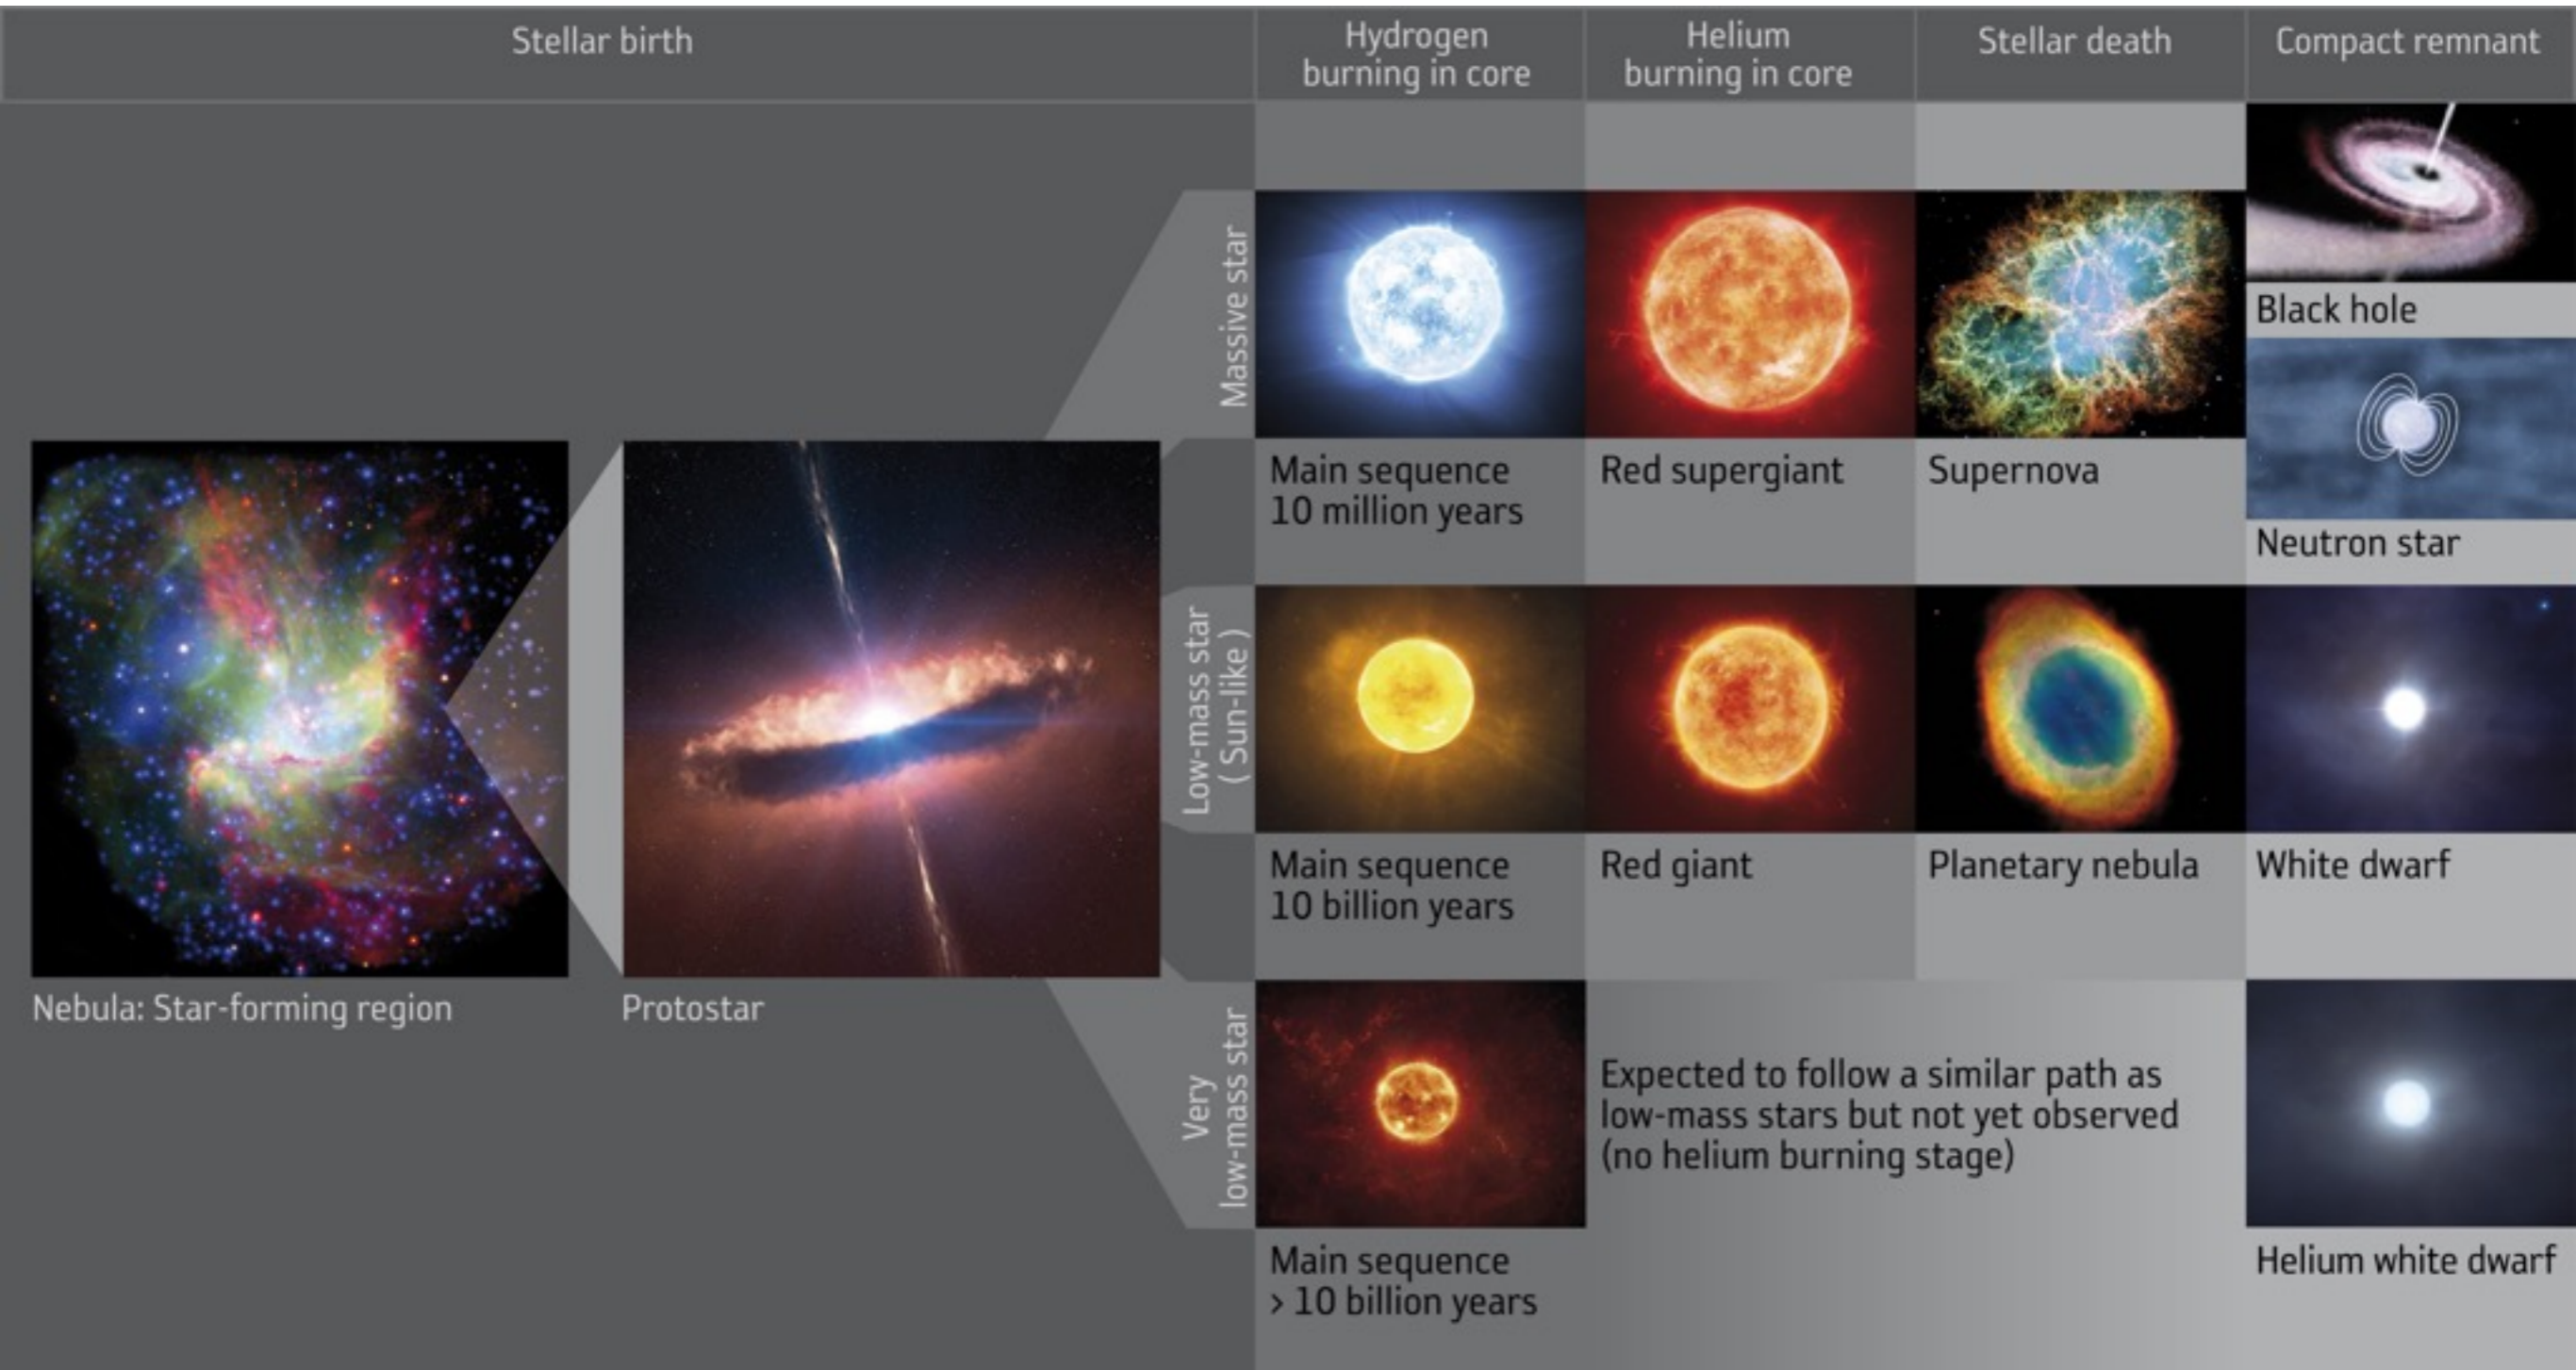 Stellar birth
Hydrogen
burning in core
Helium
burning in core
Stellar death
Compact remnant
Nebula: Star-forming region
Protostar
Massive star
Main sequence
10 million years
Red supergiant
Supernova
Black hole
Neutron star
Low-mass star
( Sun-like )
Main sequence
10 billion years
Red giant
Planetary nebula
White dwarf
Very
low-mass star
Main sequence
> 10 billion years
Expected to follow a similar path as
low-mass stars but not yet observed
(no helium burning stage)
Helium white dwarf